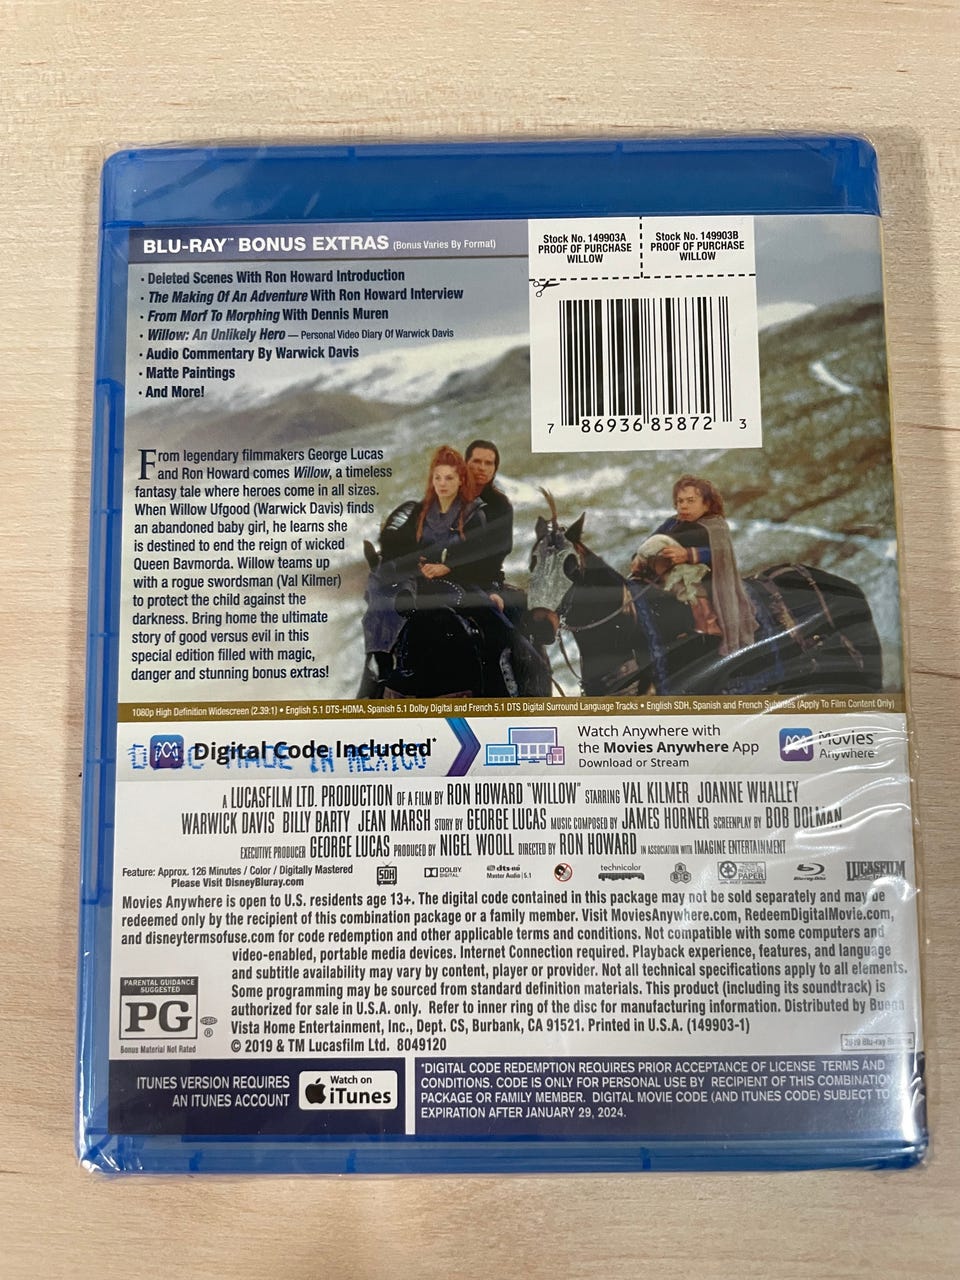 BLU-RAY™ BONUS EXTRAS (Bonus Varies By Format)
• Deleted Scenes With Ron Howard Introduction
• The Making Of An Adventure With Ron Howard Interview
• From Morf To Morphing With Dennis Muren
• Willow: An Unlikely Hero — Personal Video Diary Of Warwick Davis
• Audio Commentary By Warwick Davis
• Matte Paintings
• And More!
Stock No. 149903A
PROOF OF PURCHASE
WILLOW
Stock No. 149903B
PROOF OF PURCHASE
WILLOW
7 86936 85872 3
From legendary filmmakers George Lucas
and Ron Howard comes Willow, a timeless
fantasy tale where heroes come in all sizes.
When Willow Ufgood (Warwick Davis) finds
an abandoned baby girl, he learns she
is destined to end the reign of wicked
Queen Bavmorda. Willow teams up
with a rogue swordsman (Val Kilmer)
to protect the child against the
darkness. Bring home the ultimate
story of good versus evil in this
special edition filled with magic,
danger and stunning bonus extras!
1080p High Definition Widescreen (2.39:1) • English 5.1 DTS-HDMA, Spanish 5.1 Dolby Digital and French 5.1 DTS Digital Surround Language Tracks • English SDH, Spanish and French Subtitles (Apply To Film Content Only)
Digital Code Included*
DISC MADE IN MEXICO
Watch Anywhere with
the Movies Anywhere App
Download or Stream
Movies
Anywhere
A LUCASFILM LTD. PRODUCTION OF A FILM BY RON HOWARD "WILLOW" STARRING VAL KILMER JOANNE WHALLEY
WARWICK DAVIS BILLY BARTY JEAN MARSH STORY BY GEORGE LUCAS MUSIC COMPOSED BY JAMES HORNER SCREENPLAY BY BOB DOLMAN
EXECUTIVE PRODUCER GEORGE LUCAS PRODUCED BY NIGEL WOOLL DIRECTED BY RON HOWARD IN ASSOCIATION WITH IMAGINE ENTERTAINMENT
Feature: Approx. 126 Minutes / Color / Digitally Mastered
Please Visit DisneyBluray.com
SDH
DOLBY DIGITAL
dts-HD Master Audio | 5.1
technicolor
PAPER
Blu-ray Disc
LUCASFILM
Movies Anywhere is open to U.S. residents age 13+. The digital code contained in this package may not be sold separately and may be
redeemed only by the recipient of this combination package or a family member. Visit MoviesAnywhere.com, RedeemDigitalMovie.com,
and disneytermsofuse.com for code redemption and other applicable terms and conditions. Not compatible with some computers and
video-enabled, portable media devices. Internet Connection required. Playback experience, features, and language
and subtitle availability may vary by content, player or provider. Not all technical specifications apply to all elements.
Some programming may be sourced from standard definition materials. This product (including its soundtrack) is
authorized for sale in U.S.A. only. Refer to inner ring of the disc for manufacturing information. Distributed by Buena
Vista Home Entertainment, Inc., Dept. CS, Burbank, CA 91521. Printed in U.S.A. (149903-1)
© 2019 & TM Lucasfilm Ltd. 8049120
PARENTAL GUIDANCE
SUGGESTED
PG
®
Bonus Material Not Rated
2019 Blu-ray Release
ITUNES VERSION REQUIRES
AN ITUNES ACCOUNT
Watch on
iTunes
*DIGITAL CODE REDEMPTION REQUIRES PRIOR ACCEPTANCE OF LICENSE TERMS AND
CONDITIONS. CODE IS ONLY FOR PERSONAL USE BY RECIPIENT OF THIS COMBINATION
PACKAGE OR FAMILY MEMBER. DIGITAL MOVIE CODE (AND ITUNES CODE) SUBJECT TO
EXPIRATION AFTER JANUARY 29, 2024.